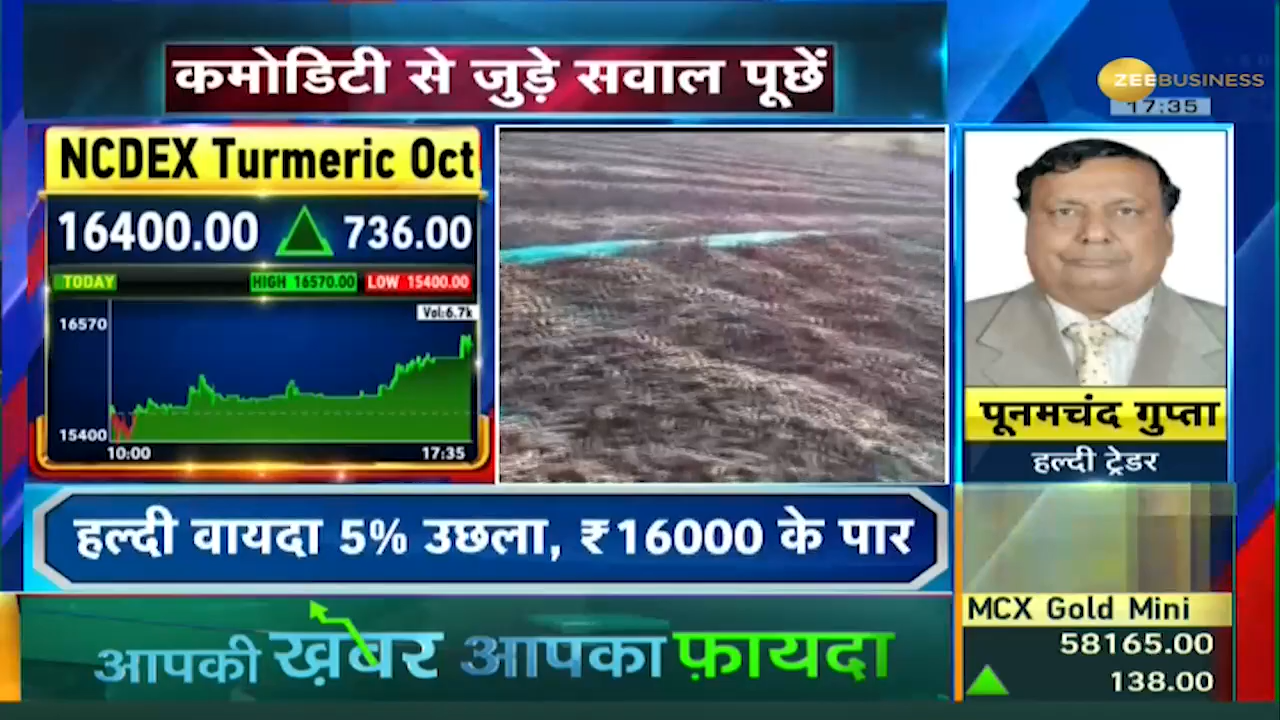 कमोडिटी से जुड़े सवाल पूछें
ZEEBUSINESS
17:35
NCDEX Turmeric Oct
16400.00 736.00
TODAY HIGH 16570.00 LOW 15400.00
Vol:6.7k
16570
15400
10:00 17:35
पूनमचंद गुप्ता
हल्दी ट्रेडर
हल्दी वायदा 5% उछला, ₹16000 के पार
आपकी ख़बर आपका फ़ायदा
MCX Gold Mini
58165.00
138.00